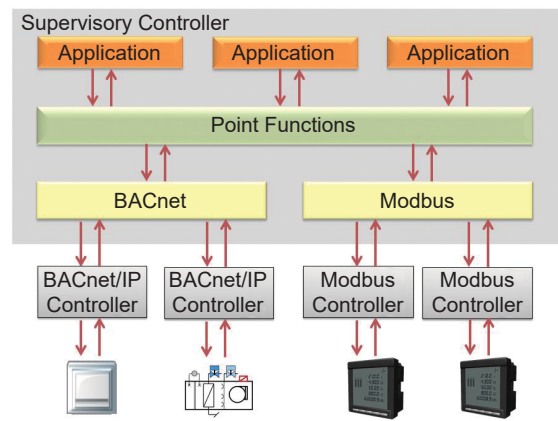 Supervisory Controller
Application
Application
Application
Point Functions
BACnet
Modbus
BACnet/IP
Controller
BACnet/IP
Controller
Modbus
Controller
Modbus
Controller